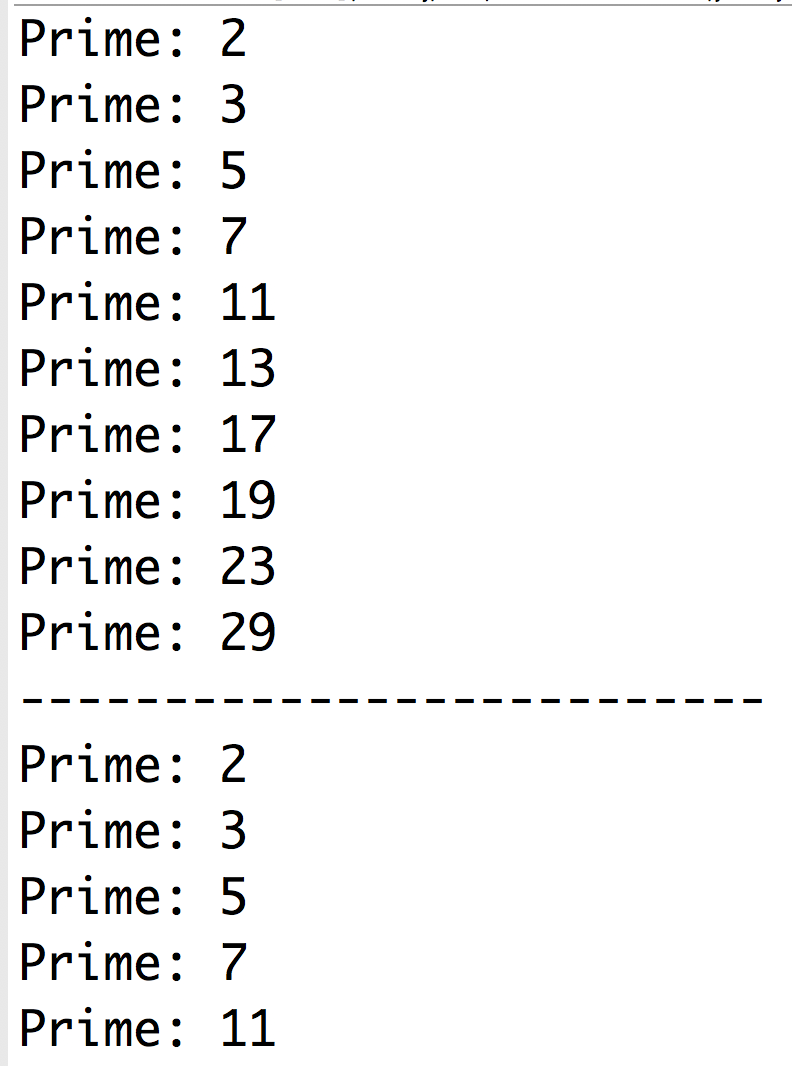 Prime: 2
Prime: 3
Prime: 5
Prime: 7
Prime: 11
Prime: 13
Prime: 17
Prime: 19
Prime: 23
Prime: 29
--------------------------
Prime: 2
Prime: 3
Prime: 5
Prime: 7
Prime: 11